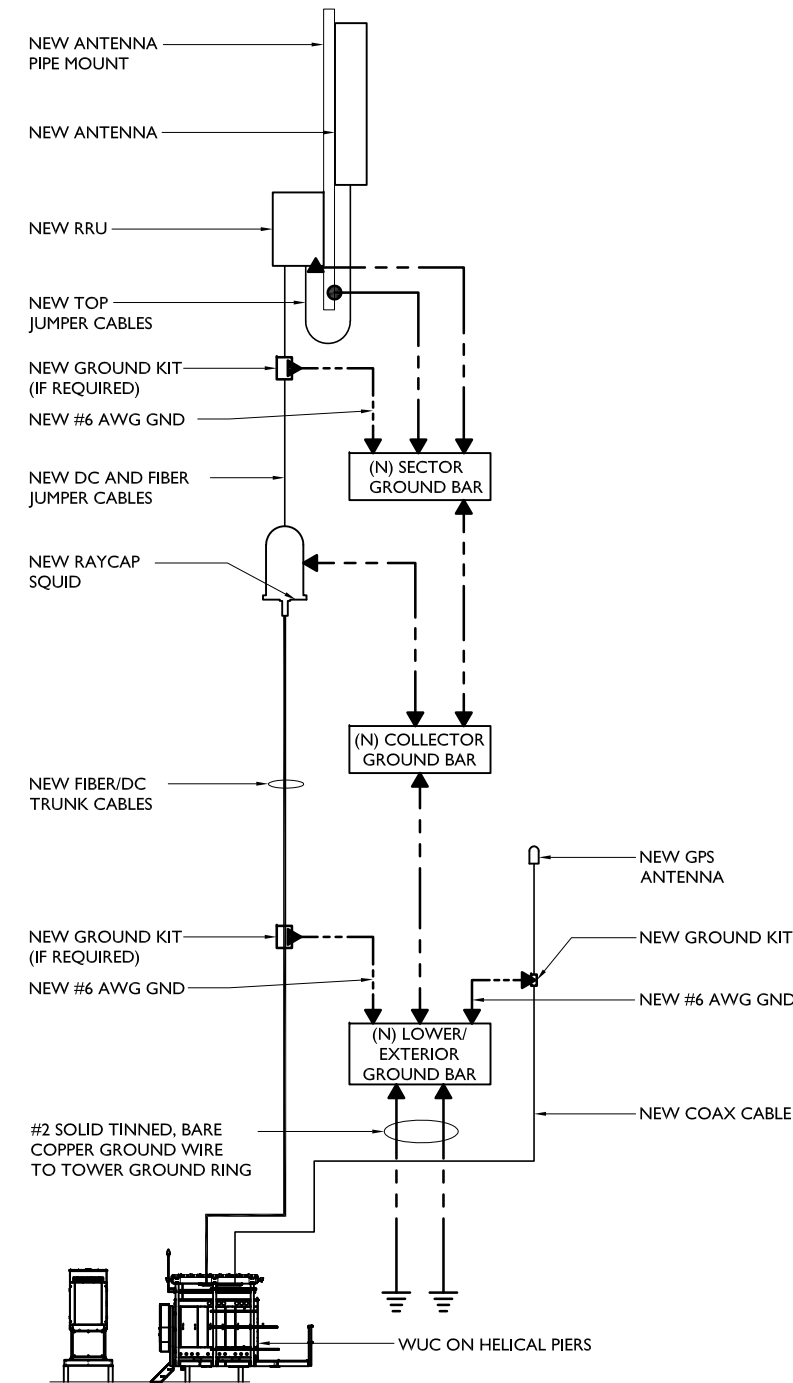 NEW ANTENNA
PIPE MOUNT
NEW ANTENNA
NEW RRU
NEW TOP
JUMPER CABLES
NEW GROUND KIT
(IF REQUIRED)
NEW #6 AWG GND
(N) SECTOR
GROUND BAR
NEW DC AND FIBER
JUMPER CABLES
NEW RAYCAP
SQUID
(N) COLLECTOR
GROUND BAR
NEW FIBER/DC
TRUNK CABLES
NEW GPS
ANTENNA
NEW GROUND KIT
(IF REQUIRED)
NEW GROUND KIT
NEW #6 AWG GND
NEW #6 AWG GND
(N) LOWER/
EXTERIOR
GROUND BAR
NEW COAX CABLE
#2 SOLID TINNED, BARE
COPPER GROUND WIRE
TO TOWER GROUND RING
WUC ON HELICAL PIERS